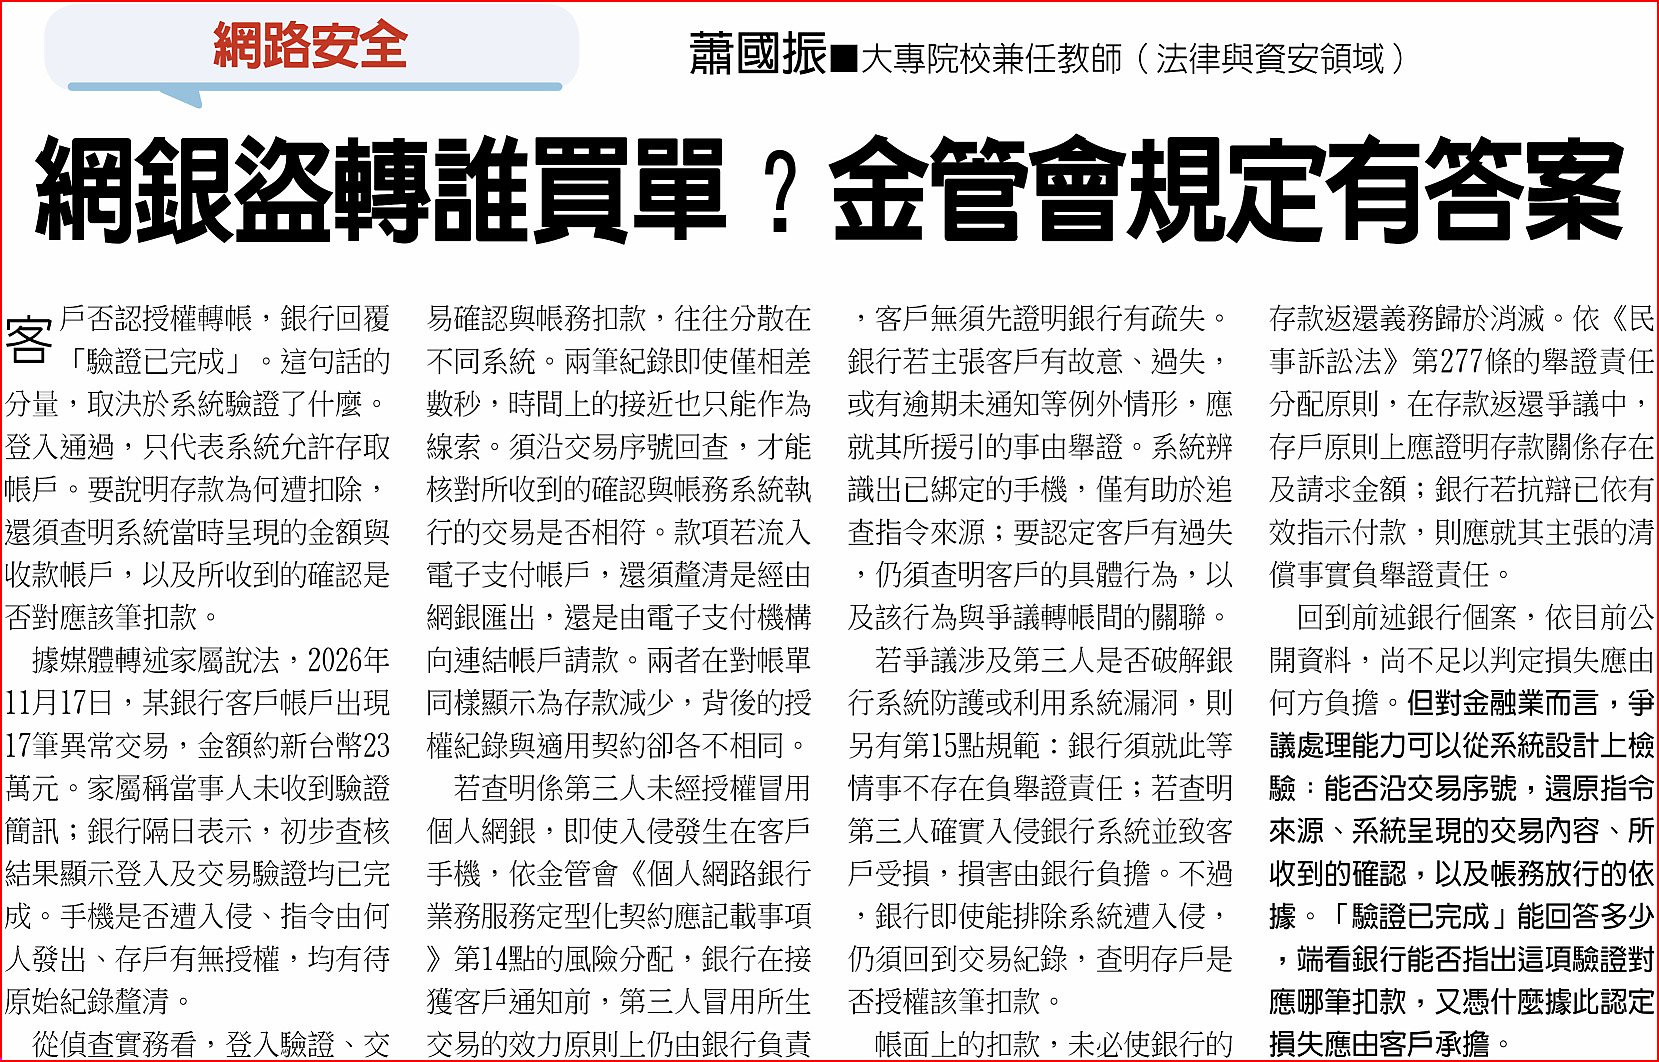 網路安全
蕭國振■大專院校兼任教師（法律與資安領域）
網銀盜轉誰買單？金管會規定有答案
客戶否認授權轉帳，銀行回覆
「驗證已完成」。這句話的
分量，取決於系統驗證了什麼。
登入通過，只代表系統允許存取
帳戶。要說明存款為何遭扣除，
還須查明系統當時呈現的金額與
收款帳戶，以及所收到的確認是
否對應該筆扣款。
據媒體轉述家屬說法，2026年
11月17日，某銀行客戶帳戶出現
17筆異常交易，金額約新台幣23
萬元。家屬稱當事人未收到驗證
簡訊；銀行隔日表示，初步查核
結果顯示登入及交易驗證均已完
成。手機是否遭入侵、指令由何
人發出、存戶有無授權，均有待
原始紀錄釐清。
從偵查實務看，登入驗證、交
易確認與帳務扣款，往往分散在
不同系統。兩筆紀錄即使僅相差
數秒，時間上的接近也只能作為
線索。須沿交易序號回查，才能
核對所收到的確認與帳務系統執
行的交易是否相符。款項若流入
電子支付帳戶，還須釐清是經由
網銀匯出，還是由電子支付機構
向連結帳戶請款。兩者在對帳單
同樣顯示為存款減少，背後的授
權紀錄與適用契約卻各不相同。
若查明係第三人未經授權冒用
個人網銀，即使入侵發生在客戶
手機，依金管會《個人網路銀行
業務服務定型化契約應記載事項
》第14點的風險分配，銀行在接
獲客戶通知前，第三人冒用所生
交易的效力原則上仍由銀行負責
，客戶無須先證明銀行有疏失。
銀行若主張客戶有故意、過失，
或有逾期未通知等例外情形，應
就其所援引的事由舉證。系統辨
識出已綁定的手機，僅有助於追
查指令來源；要認定客戶有過失
，仍須查明客戶的具體行為，以
及該行為與爭議轉帳間的關聯。
若爭議涉及第三人是否破解銀
行系統防護或利用系統漏洞，則
另有第15點規範：銀行須就此等
情事不存在負舉證責任；若查明
第三人確實入侵銀行系統並致客
戶受損，損害由銀行負擔。不過
，銀行即使能排除系統遭入侵，
仍須回到交易紀錄，查明存戶是
否授權該筆扣款。
帳面上的扣款，未必使銀行的
存款返還義務歸於消滅。依《民
事訴訟法》第277條的舉證責任
分配原則，在存款返還爭議中，
存戶原則上應證明存款關係存在
及請求金額；銀行若抗辯已依有
效指示付款，則應就其主張的清
償事實負舉證責任。
回到前述銀行個案，依目前公
開資料，尚不足以判定損失應由
何方負擔。但對金融業而言，爭
議處理能力可以從系統設計上檢
驗：能否沿交易序號，還原指令
來源、系統呈現的交易內容、所
收到的確認，以及帳務放行的依
據。「驗證已完成」能回答多少
，端看銀行能否指出這項驗證對
應哪筆扣款，又憑什麼據此認定
損失應由客戶承擔。